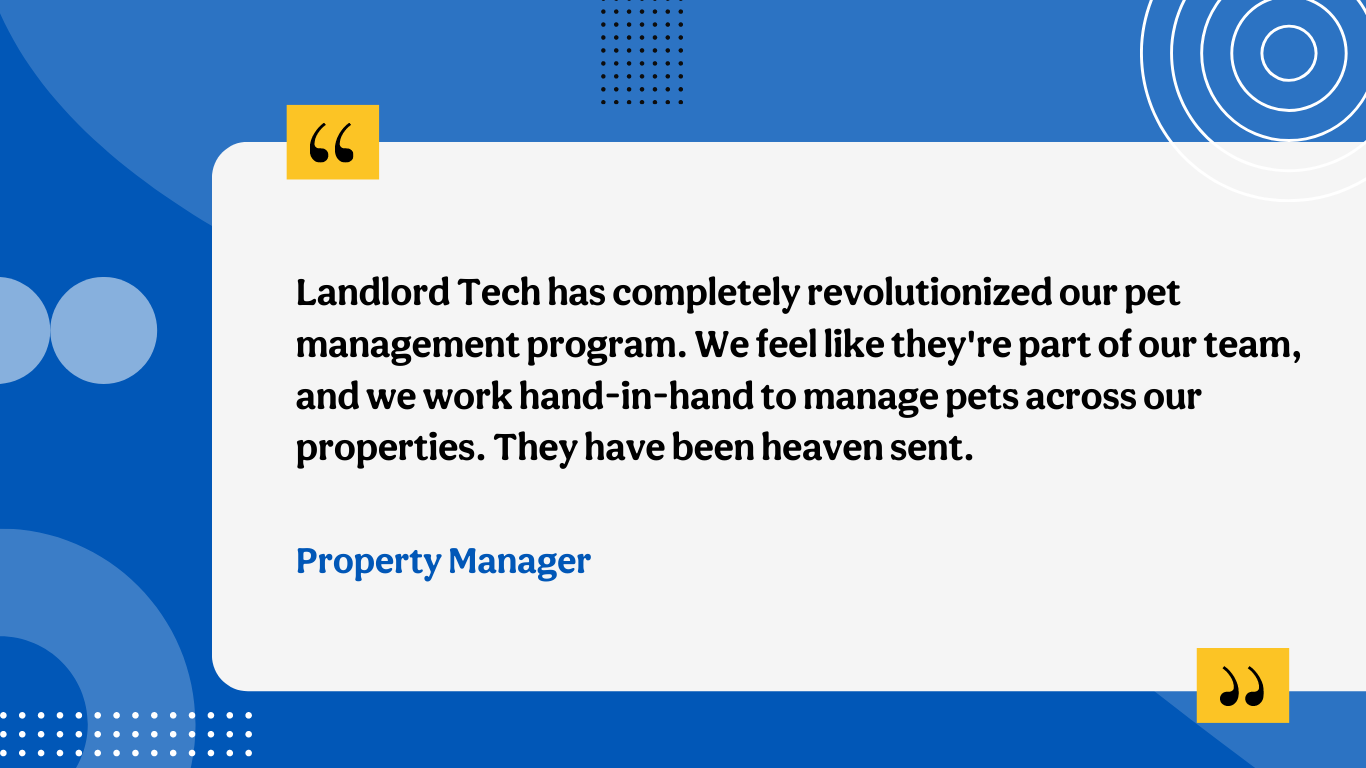 “
Landlord Tech has completely revolutionized our pet
management program. We feel like they're part of our team,
and we work hand-in-hand to manage pets across our
properties. They have been heaven sent.
Property Manager
”